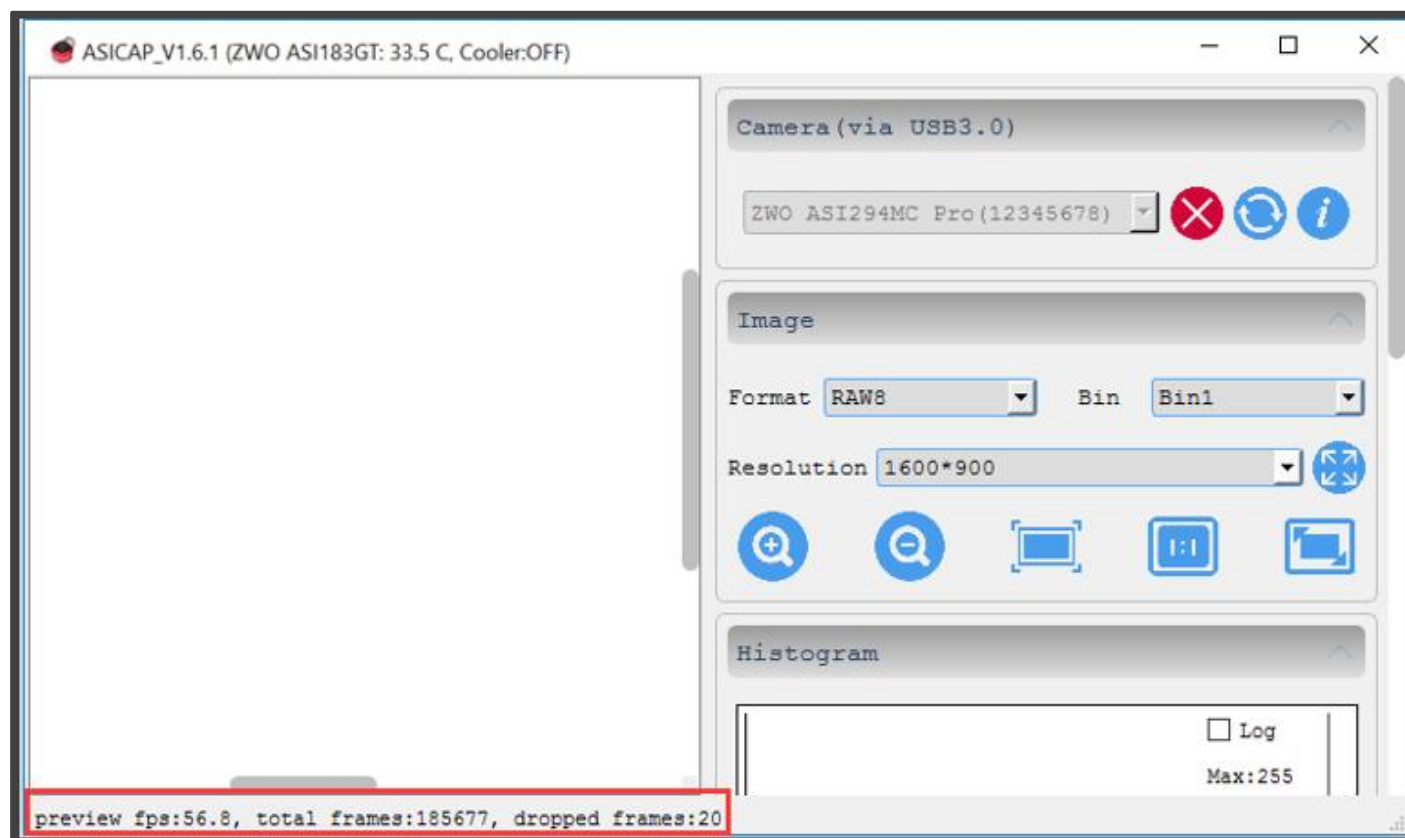 ASICAP_V1.6.1 (ZWO ASI183GT: 33.5 C, Cooler:OFF)
Camera(via USB3.0)
ZWO ASI294MC Pro(12345678)
i
Image
Format RAW8 Bin Bin1
Resolution 1600*900
1:1
Histogram
Log
Max:255
preview fps:56.8, total frames:185677, dropped frames:20